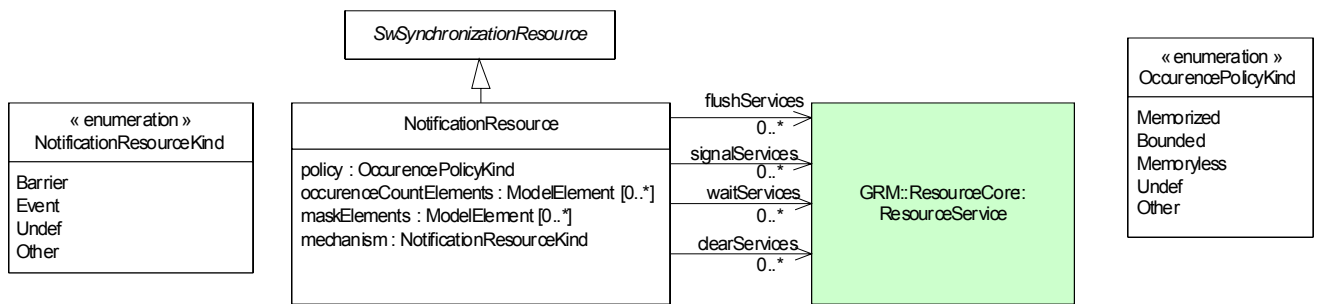 SwSynchronizationResource
« enumeration »
NotificationResourceKind
Barrier
Event
Undef
Other
NotificationResource
policy : OccurencePolicyKind
occurenceCountElements : ModelElement [0..*]
maskElements : ModelElement [0..*]
mechanism : NotificationResourceKind
flushServices
0..*
signalServices
0..*
waitServices
0..*
clearServices
0..*
GRM::ResourceCore:
ResourceService
« enumeration »
OccurencePolicyKind
Memorized
Bounded
Memoryless
Undef
Other